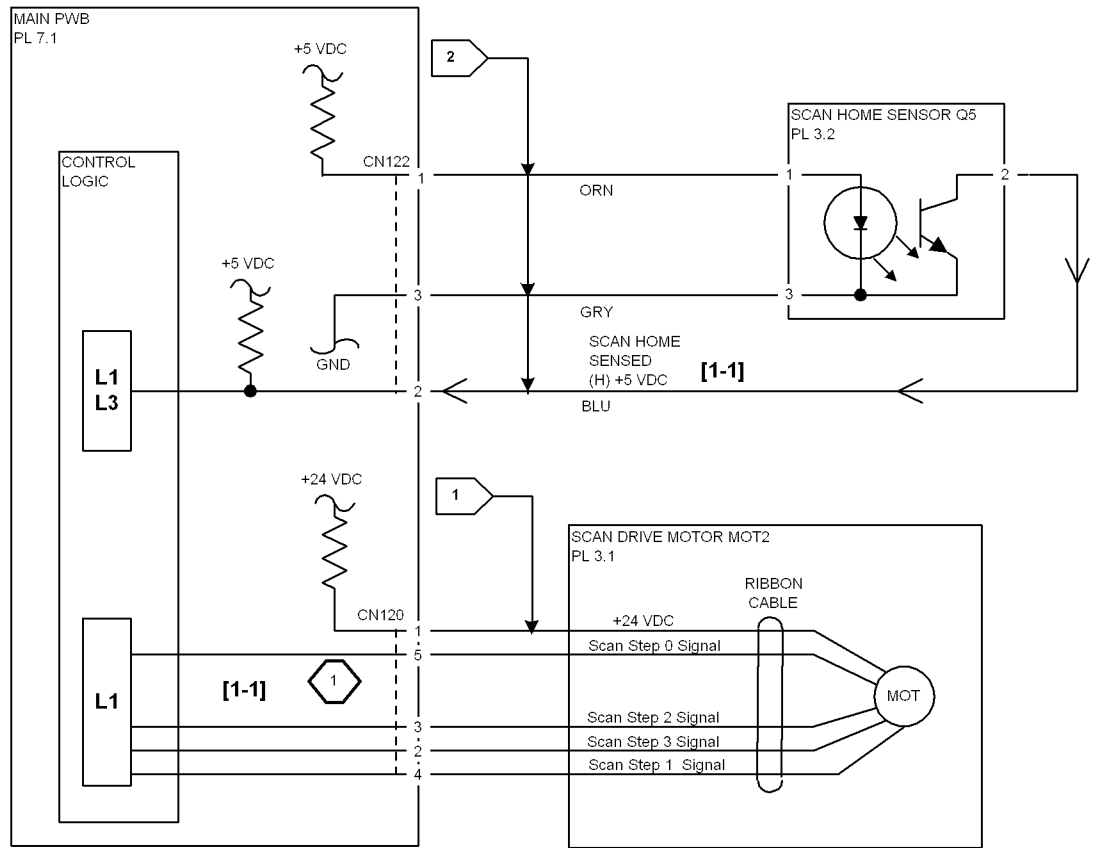 MAIN PWB
PL 7.1
+5 VDC
2
SCAN HOME SENSOR Q5
PL 3.2
CONTROL
LOGIC
CN122
1
ORN
1
2
+5 VDC
3
GRY
3
GND
SCAN HOME
SENSED
(H) +5 VDC
[1-1]
L1
L3
2
BLU
+24 VDC
1
SCAN DRIVE MOTOR MOT2
PL 3.1
RIBBON
CABLE
CN120
1
+24 VDC
5
Scan Step 0 Signal
L1
[1-1]
1
MOT
3
Scan Step 2 Signal
2
Scan Step 3 Signal
4
Scan Step 1 Signal